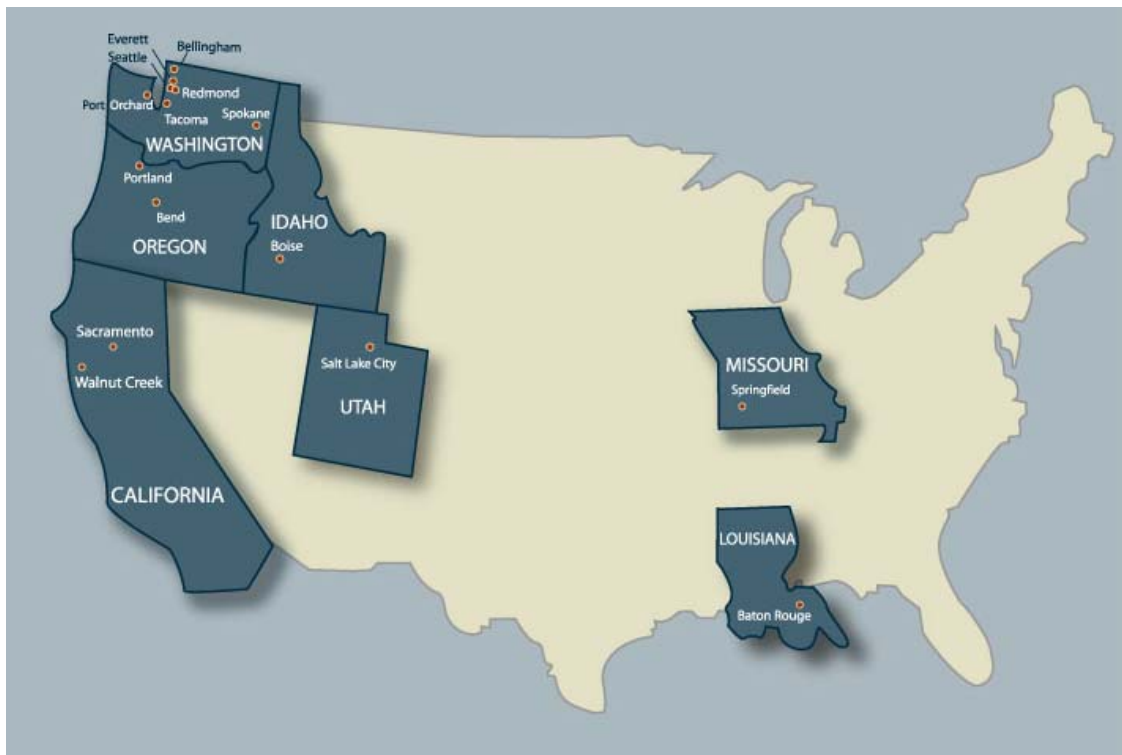 Everett
Bellingham
Seattle
Redmond
Port Orchard
Tacoma
Spokane
WASHINGTON
Portland
Bend
OREGON
IDAHO
Boise
Sacramento
Walnut Creek
CALIFORNIA
Salt Lake City
UTAH
MISSOURI
Springfield
LOUISIANA
Baton Rouge